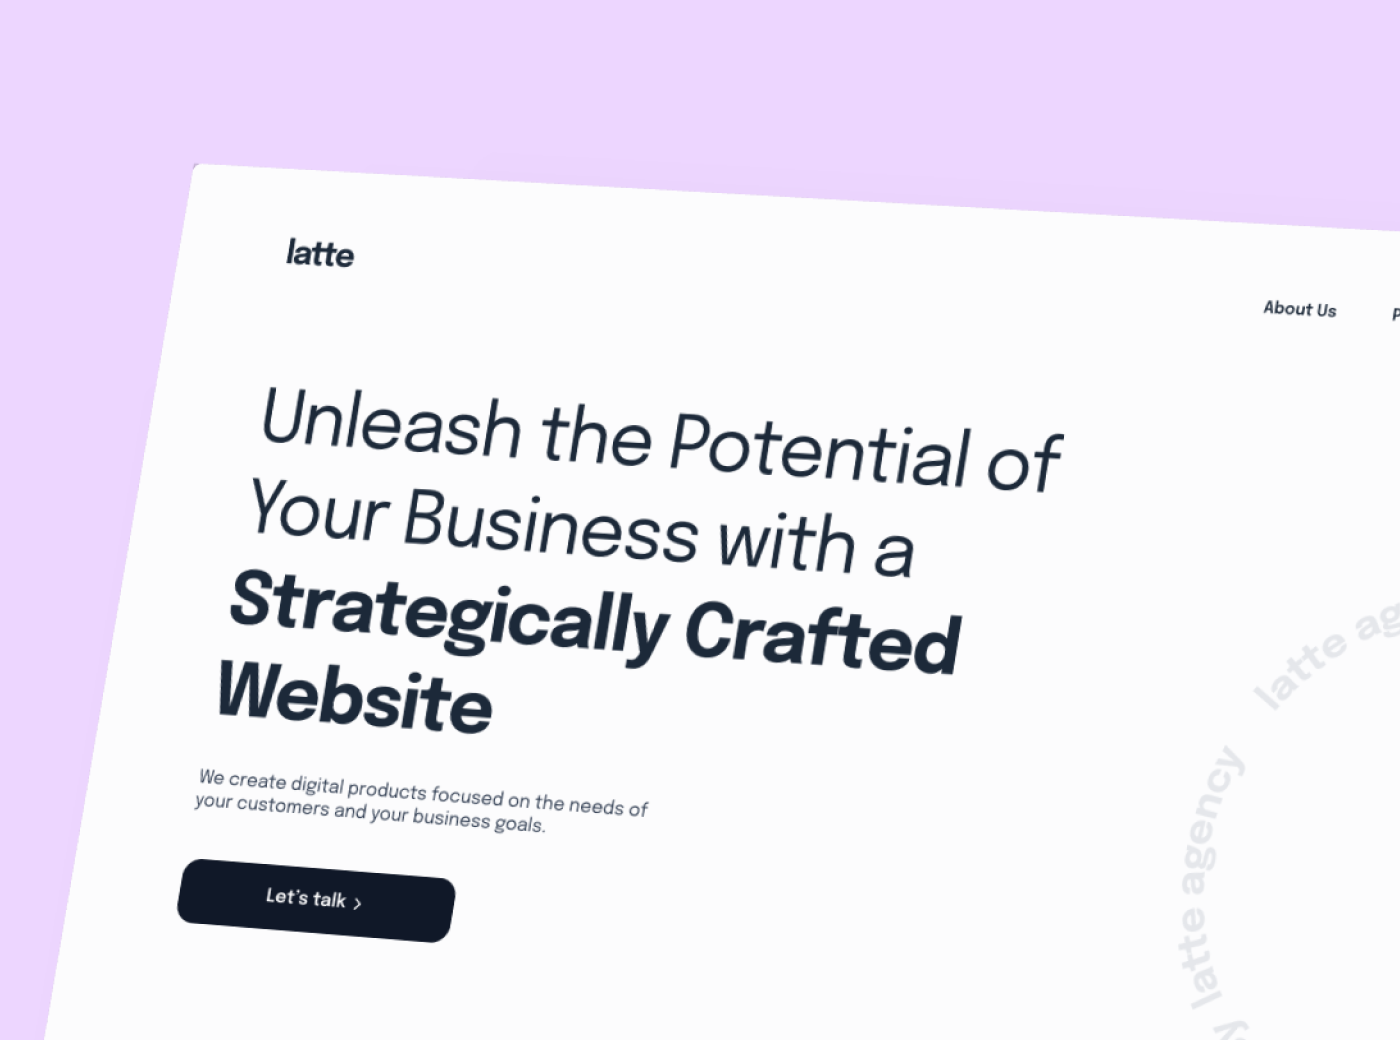 latte
About Us
Unleash the Potential of
Your Business with a
Strategically Crafted
Website
We create digital products focused on the needs of
your customers and your business goals.
Let's talk >
latte ag
latte agency
y